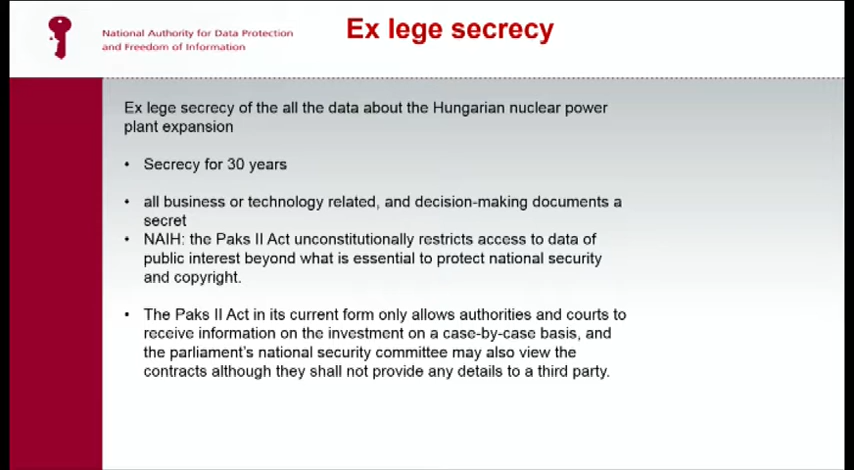 National Authority for Data Protection
and Freedom of Information
Ex lege secrecy
Ex lege secrecy of the all the data about the Hungarian nuclear power
plant expansion
• Secrecy for 30 years
• all business or technology related, and decision-making documents a
secret
• NAIH: the Paks II Act unconstitutionally restricts access to data of
public interest beyond what is essential to protect national security
and copyright.
• The Paks II Act in its current form only allows authorities and courts to
receive information on the investment on a case-by-case basis, and
the parliament's national security committee may also view the
contracts although they shall not provide any details to a third party.